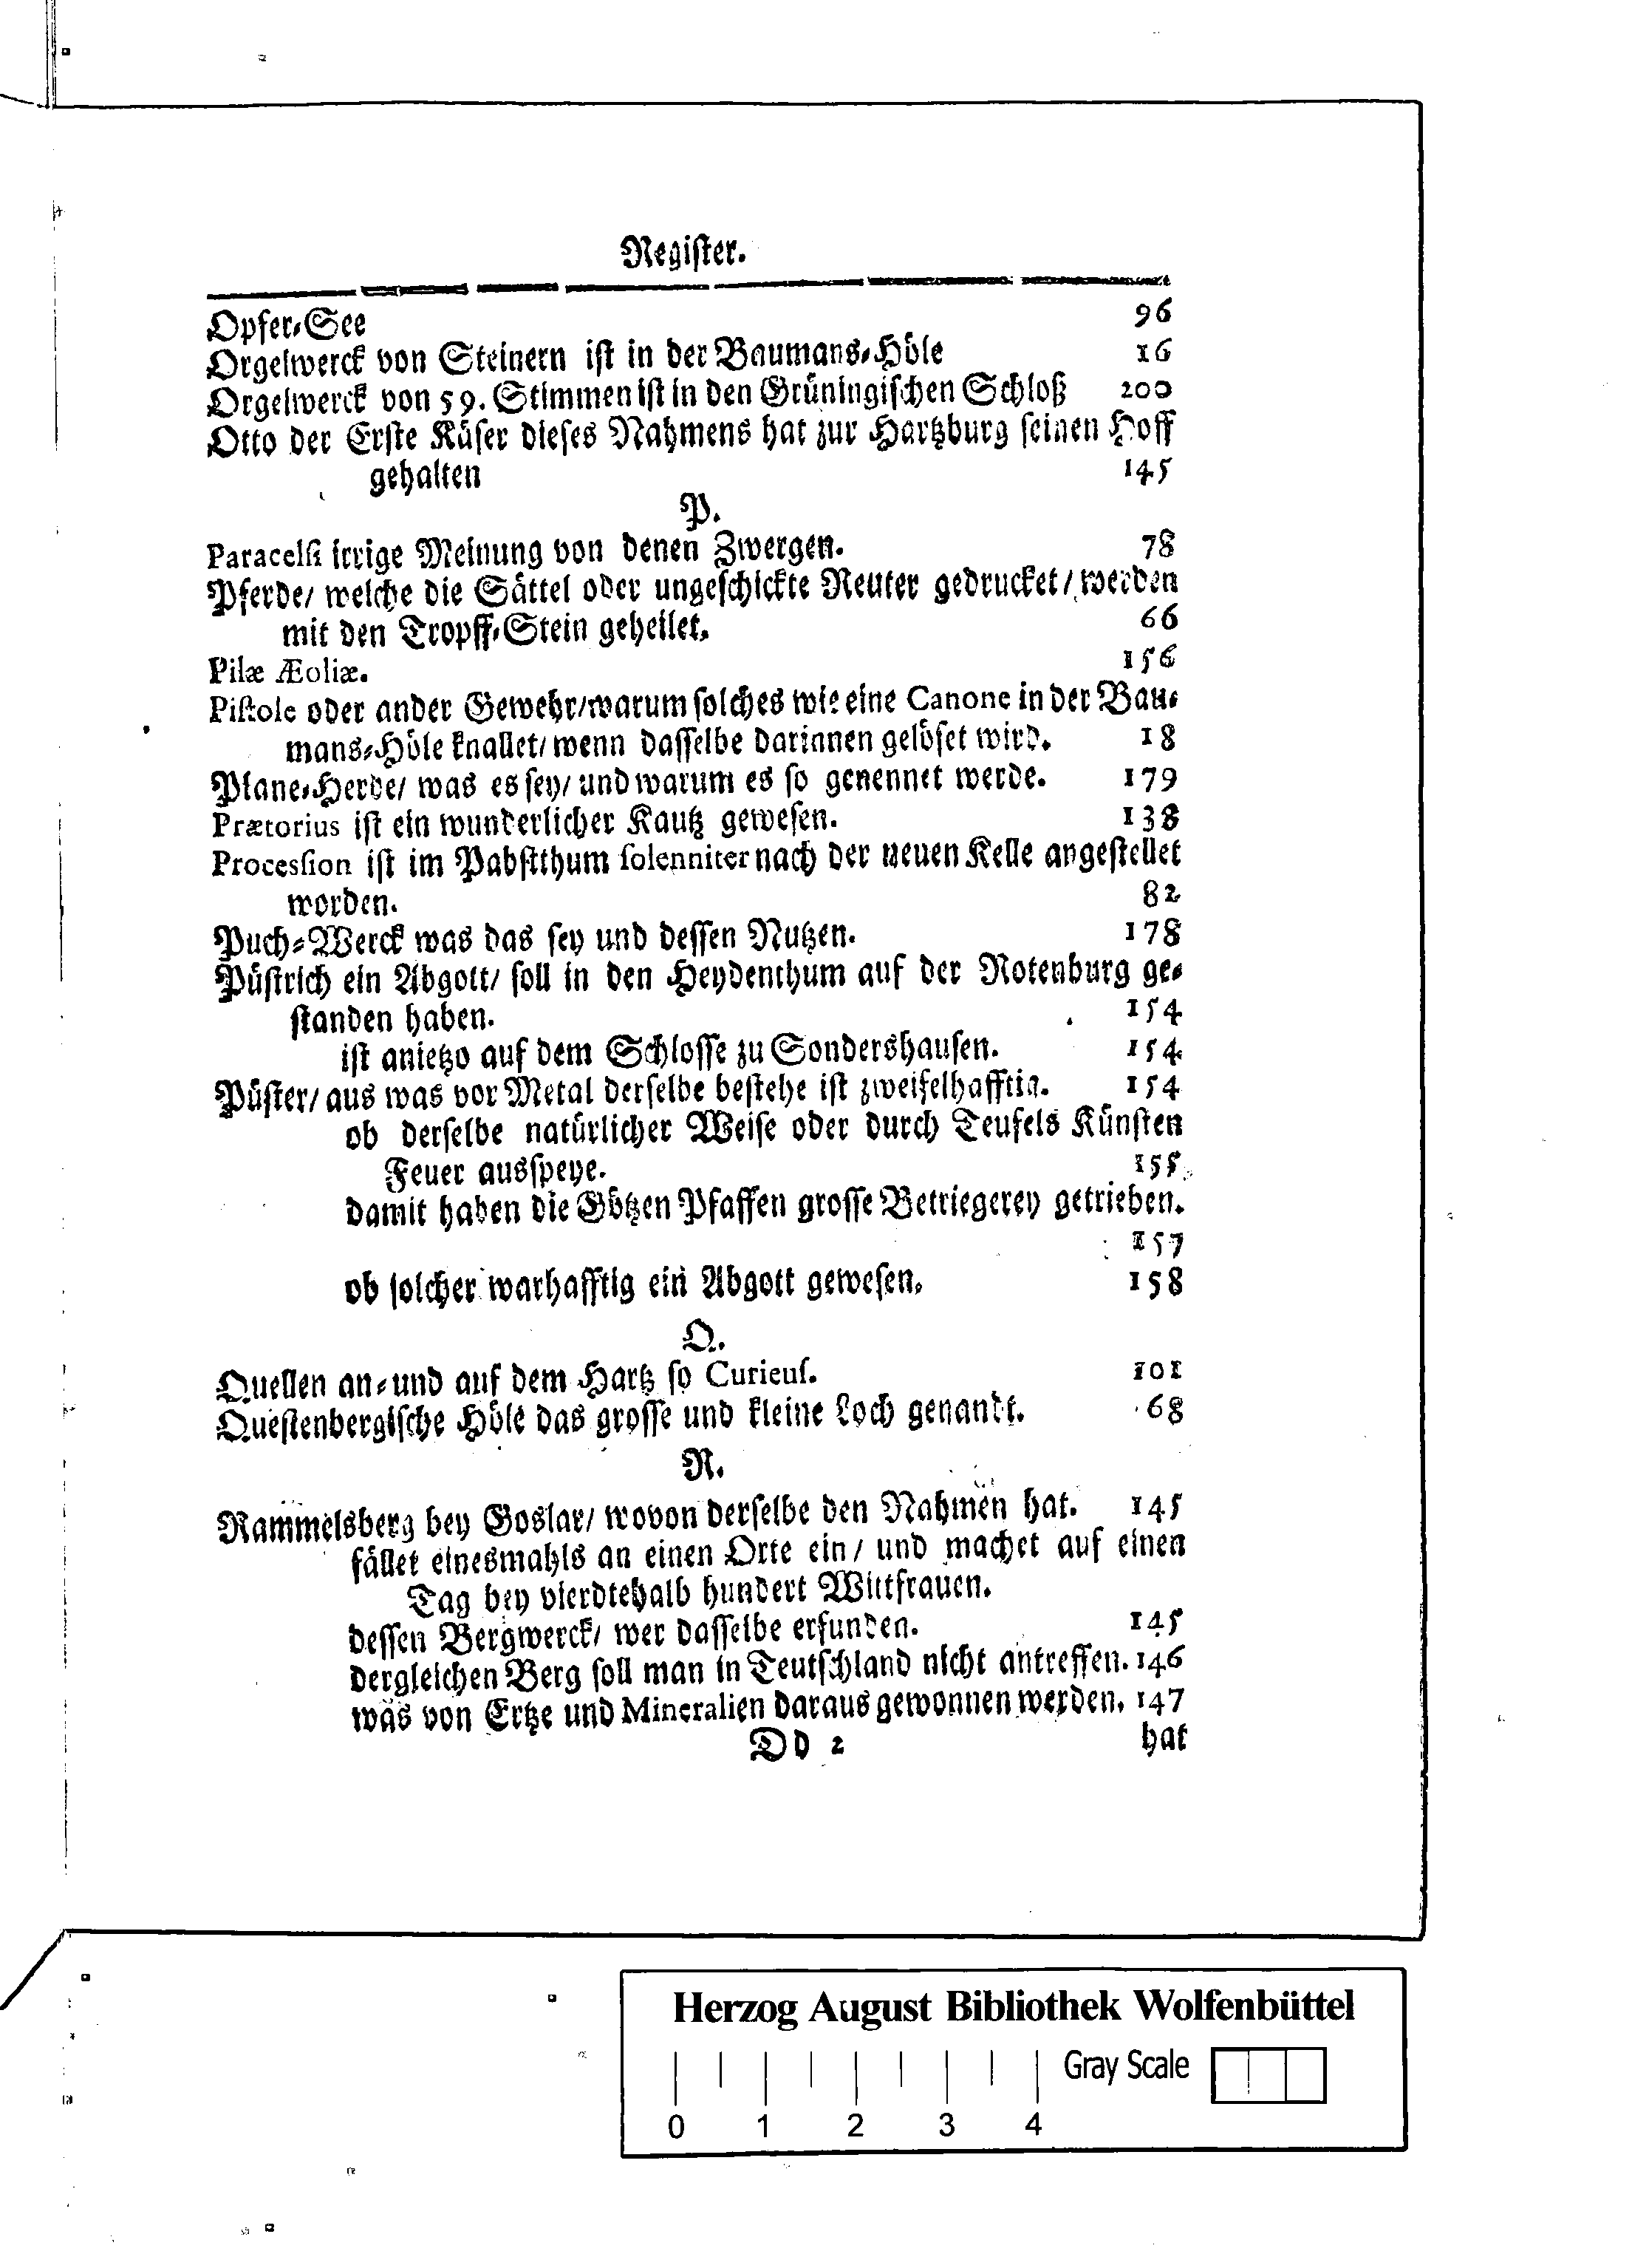 Register.
Opfer-See 96
Orgelwerck von Steinern ist in der Baumans-Höle 16
Orgelwerck von 59. Stimmen ist in den Grüningischen Schloß 200
Otto der Erste Käser dieses Nahmens hat zur Hartzburg seinen Hoff
gehalten 145
P.
Paracelsi irrige Meinung von denen Zwergen. 78
Pferde/ welche die Sättel oder ungeschickte Reuter gedrucket/ werden
mit den Tropff-Stein geheilet. 66
Pilæ Æoliæ. 156
Pistole oder ander Gewehr/warum solches wie eine Canone in der Bau-
mans-Höle knallet/ wenn dasselbe darinnen gelöset wird. 18
Plane-Herde/ was es sey/ und warum es so genennet werde. 179
Prætorius ist ein wunderlicher Kautz gewesen. 138
Procession ist im Pabstthum solenniter nach der neuen Kelle angestellet
worden. 82
Puch-Werck was das sey und dessen Nutzen. 178
Püstrich ein Abgott/ soll in den Heydenthum auf der Rotenburg ge-
standen haben. 154
ist anietzo auf dem Schlosse zu Sondershausen. 154
Püster/ aus was vor Metal derselbe bestehe ist zweifelhafftig. 154
ob derselbe natürlicher Weise oder durch Teufels Künsten
Feuer ausspeye. 155
damit haben die Götzen Pfaffen grosse Betriegerey getrieben.
157
ob solcher warhafftig ein Abgott gewesen. 158
Q.
Quellen an-und auf dem Hartz so Curieus. 101
Questenbergische Höle das grosse und kleine Loch genandt. 68
R.
Rammelsberg bey Goslar/ wovon derselbe den Nahmen hat. 145
fället einesmahls an einen Orte ein/ und machet auf einen
Tag bey vierdtehalb hundert Wittfrauen.
dessen Bergwerck/ wer dasselbe erfunden. 145
dergleichen Berg soll man in Teutschland nicht antreffen. 146
was von Ertze und Mineralien daraus gewonnen werden. 147
Dd 2 hat
Herzog August Bibliothek Wolfenbüttel
Gray Scale
0 1 2 3 4